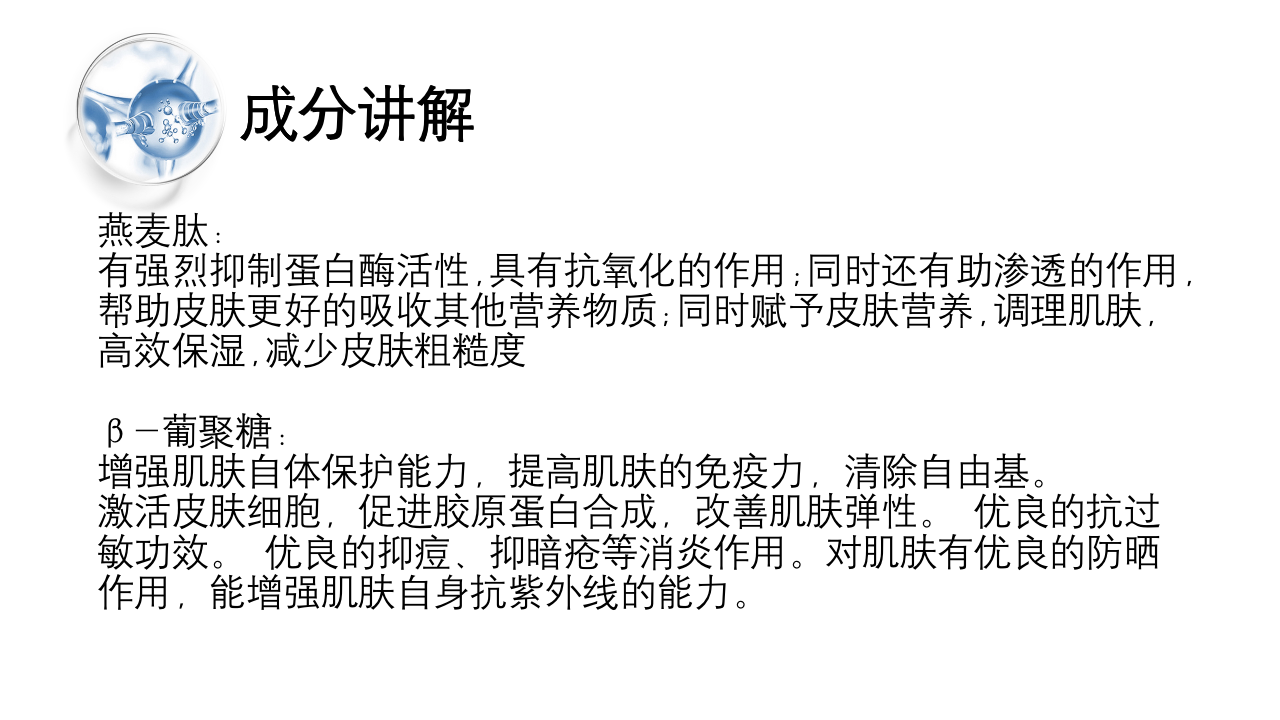 成分讲解
燕麦肽：
有强烈抑制蛋白酶活性,具有抗氧化的作用;同时还有助渗透的作用,
帮助皮肤更好的吸收其他营养物质;同时赋予皮肤营养,调理肌肤,
高效保湿,减少皮肤粗糙度
β－葡聚糖：
增强肌肤自体保护能力，提高肌肤的免疫力，清除自由基。
激活皮肤细胞，促进胶原蛋白合成，改善肌肤弹性。 优良的抗过
敏功效。 优良的抑痘、抑暗疮等消炎作用。对肌肤有优良的防晒
作用，能增强肌肤自身抗紫外线的能力。